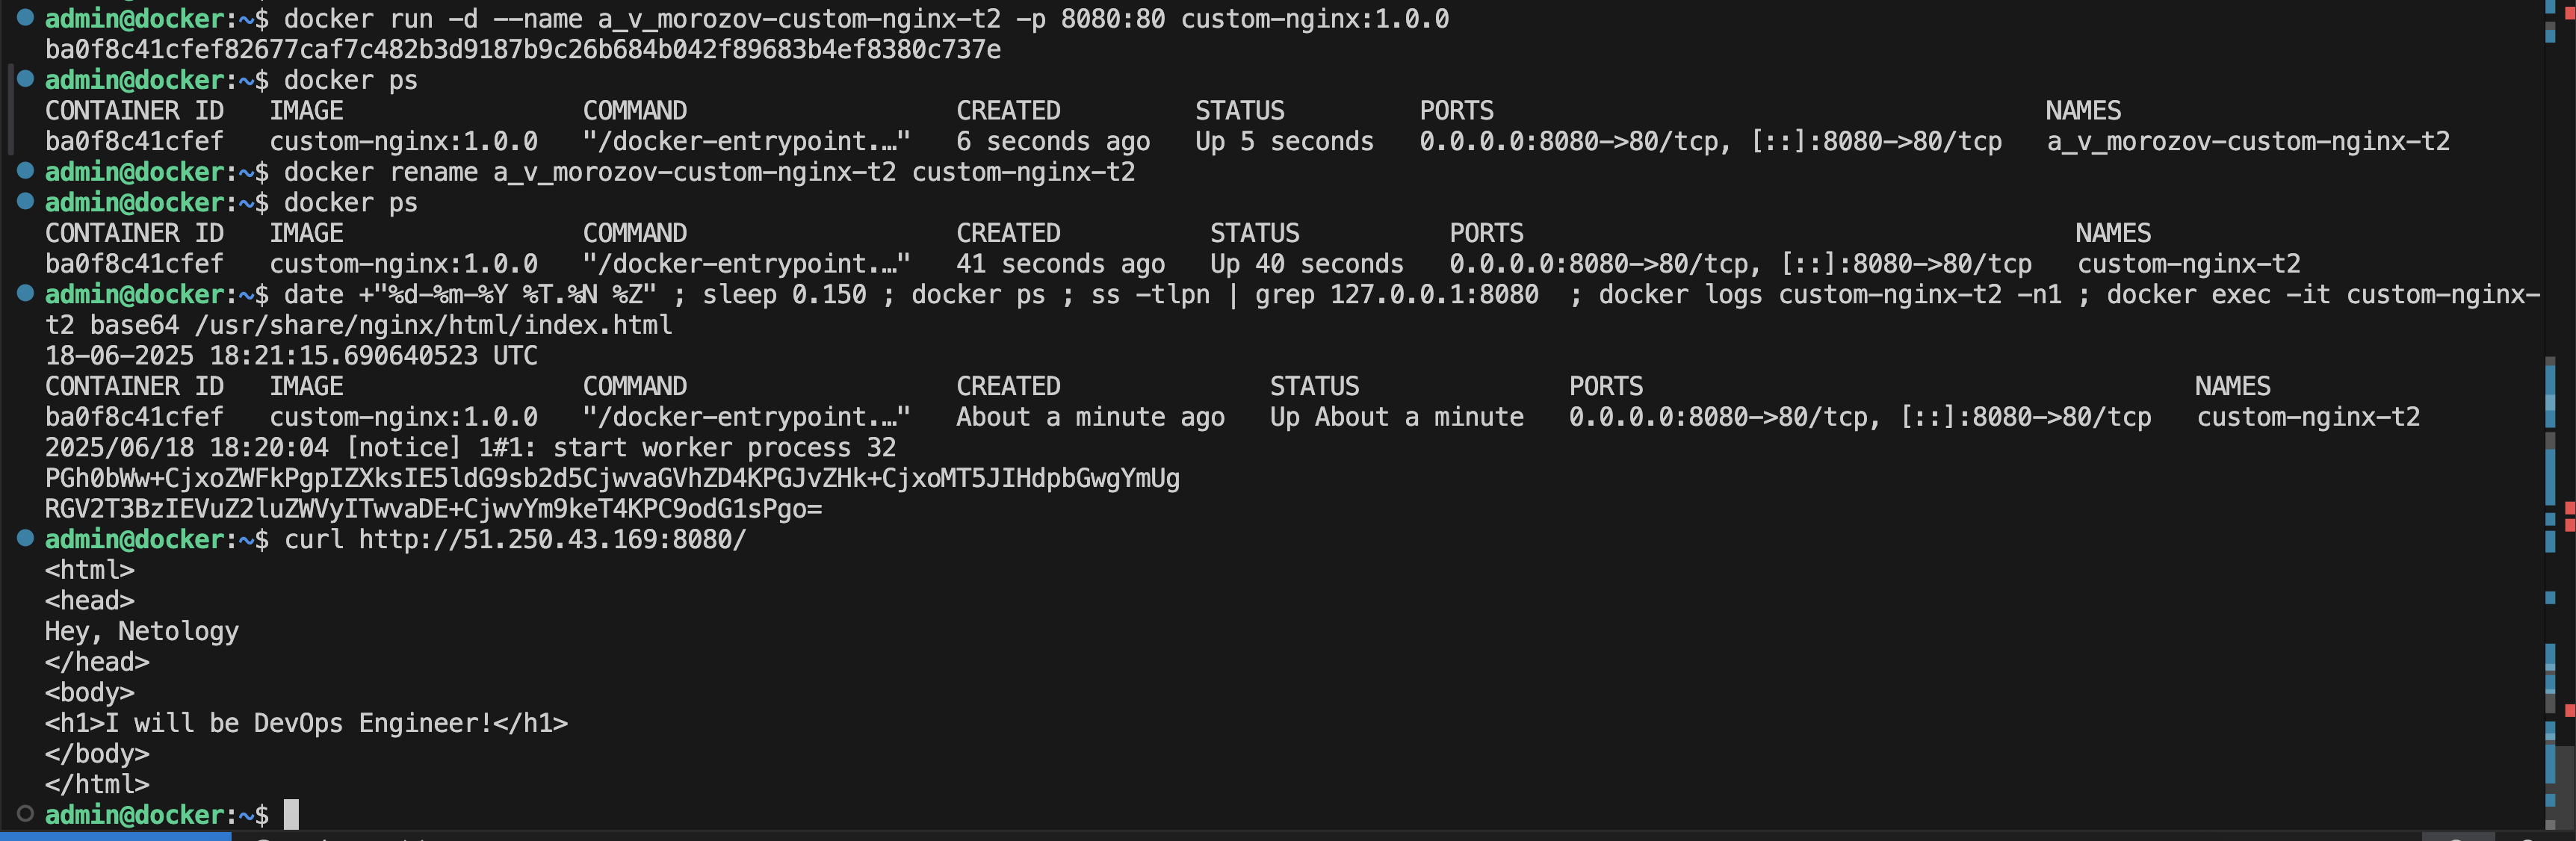 admin@docker:~$ docker run -d --name a_v_morozov-custom-nginx-t2 -p 8080:80 custom-nginx:1.0.0
ba0f8c41cfef82677caf7c482b3d9187b9c26b684b042f89683b4ef8380c737e
admin@docker:~$ docker ps
CONTAINER ID   IMAGE                COMMAND                  CREATED         STATUS         PORTS                                     NAMES
ba0f8c41cfef   custom-nginx:1.0.0   "/docker-entrypoint.…"   6 seconds ago   Up 5 seconds   0.0.0.0:8080->80/tcp, [::]:8080->80/tcp   a_v_morozov-custom-nginx-t2
admin@docker:~$ docker rename a_v_morozov-custom-nginx-t2 custom-nginx-t2
admin@docker:~$ docker ps
CONTAINER ID   IMAGE                COMMAND                  CREATED          STATUS          PORTS                                     NAMES
ba0f8c41cfef   custom-nginx:1.0.0   "/docker-entrypoint.…"   41 seconds ago   Up 40 seconds   0.0.0.0:8080->80/tcp, [::]:8080->80/tcp   custom-nginx-t2
admin@docker:~$ date +"%d-%m-%Y %T.%N %Z" ; sleep 0.150 ; docker ps ; ss -tlpn | grep 127.0.0.1:8080  ; docker logs custom-nginx-t2 -n1 ; docker exec -it custom-nginx-
t2 base64 /usr/share/nginx/html/index.html
18-06-2025 18:21:15.690640523 UTC
CONTAINER ID   IMAGE                COMMAND                  CREATED              STATUS              PORTS                                     NAMES
ba0f8c41cfef   custom-nginx:1.0.0   "/docker-entrypoint.…"   About a minute ago   Up About a minute   0.0.0.0:8080->80/tcp, [::]:8080->80/tcp   custom-nginx-t2
2025/06/18 18:20:04 [notice] 1#1: start worker process 32
PGh0bWw+CjxoZWFkPgpIZXksIE5ldG9sb2d5CjwvaGVhZD4KPGJvZHk+CjxoMT5JIHdpbGwgYmUg
RGV2T3BzIEVuZ2luZWVyITwvaDE+CjwvYm9keT4KPC9odG1sPgo=
admin@docker:~$ curl http://51.250.43.169:8080/
<html>
<head>
Hey, Netology
</head>
<body>
<h1>I will be DevOps Engineer!</h1>
</body>
</html>
admin@docker:~$